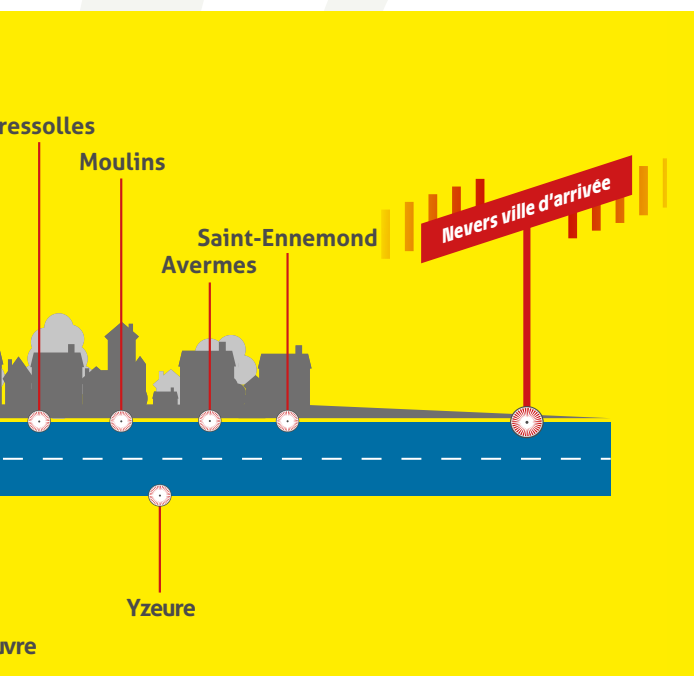 ressolles
Moulins
Nevers ville d'arrivée
Saint-Ennemond
Avermes
Yzeure
uvre